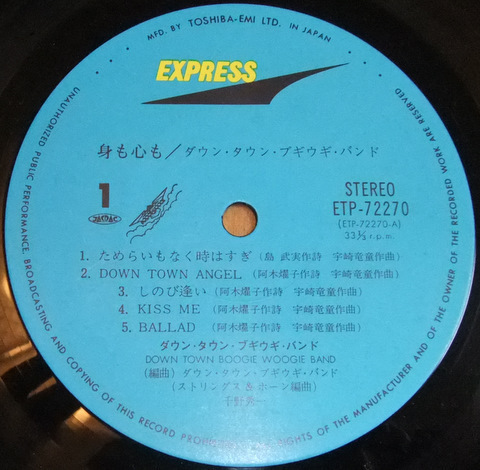 MFD. BY TOSHIBA-EMI LTD. IN JAPAN
EXPRESS
身も心も/ダウン・タウン・ブギウギ・バンド
1
STEREO
ETP-72270
(ETP-72270-A)
33⅓ r.p.m.
1. ためらいもなく時はすぎ (島 武実作詩 宇崎竜童作曲)
2. DOWN TOWN ANGEL (阿木燿子作詩 宇崎竜童作曲)
3. しのび逢い (阿木燿子作詩 宇崎竜童作曲)
4. KISS ME (阿木燿子作詩 宇崎竜童作曲)
5. BALLAD (阿木燿子作詩 宇崎竜童作曲)
ダウン・タウン・ブギウギ・バンド
DOWN TOWN BOOGIE WOOGIE BAND
(編曲) ダウン・タウン・ブギウギ・バンド
(ストリングス & ホーン編曲)
千野秀一
UNAUTHORIZED PUBLIC PERFORMANCE, BROADCASTING AND COPYING OF THIS RECORD PROHIBITED. ALL RIGHTS OF THE MANUFACTURER AND OF THE OWNER OF THE RECORDED WORK ARE RESERVED